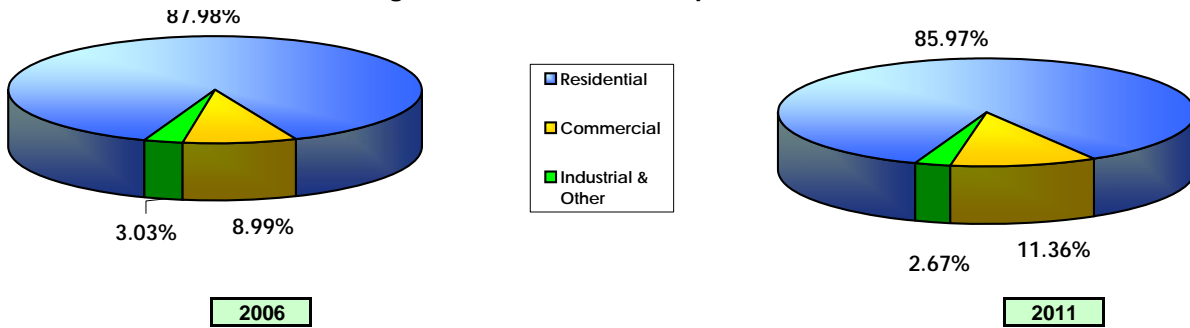 87.98%
85.97%
Residential
Commercial
Industrial &
Other
3.03%
8.99%
2.67%
11.36%
2006
2011